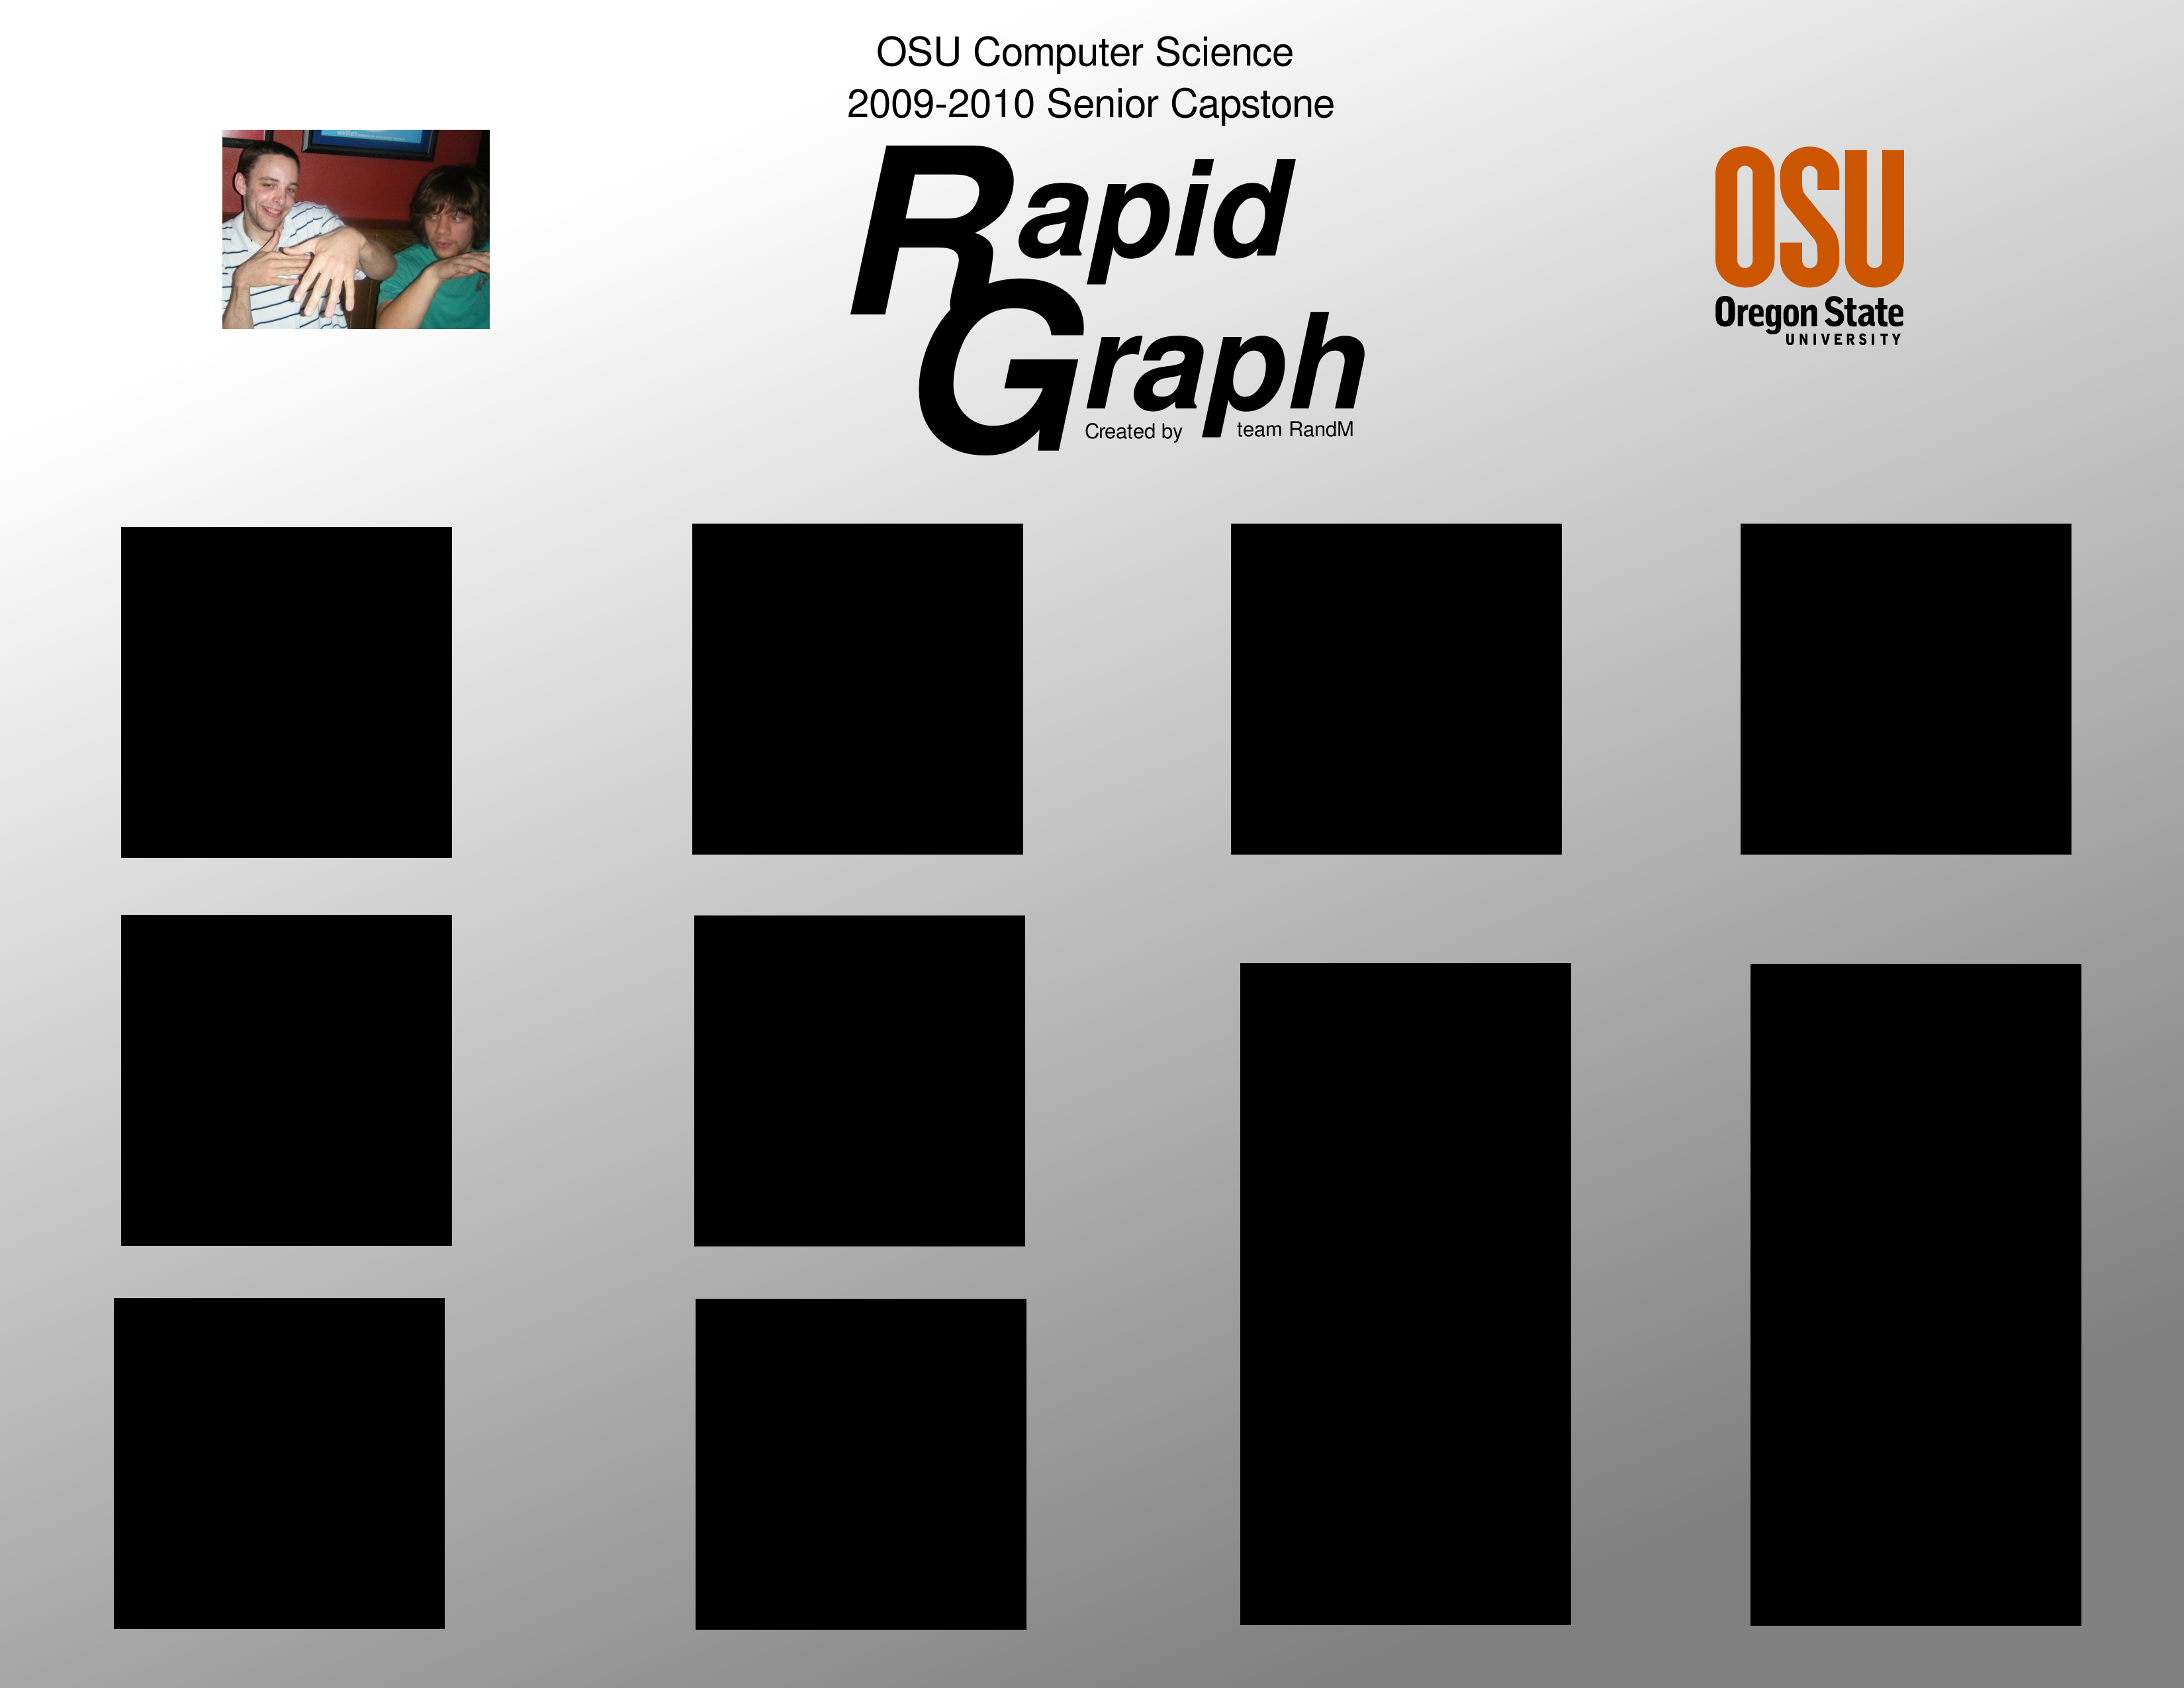 OSU Computer Science
2009-2010 Senior Capstone
Rapid
Graph
Created by team RandM
OSU
Oregon State
UNIVERSITY